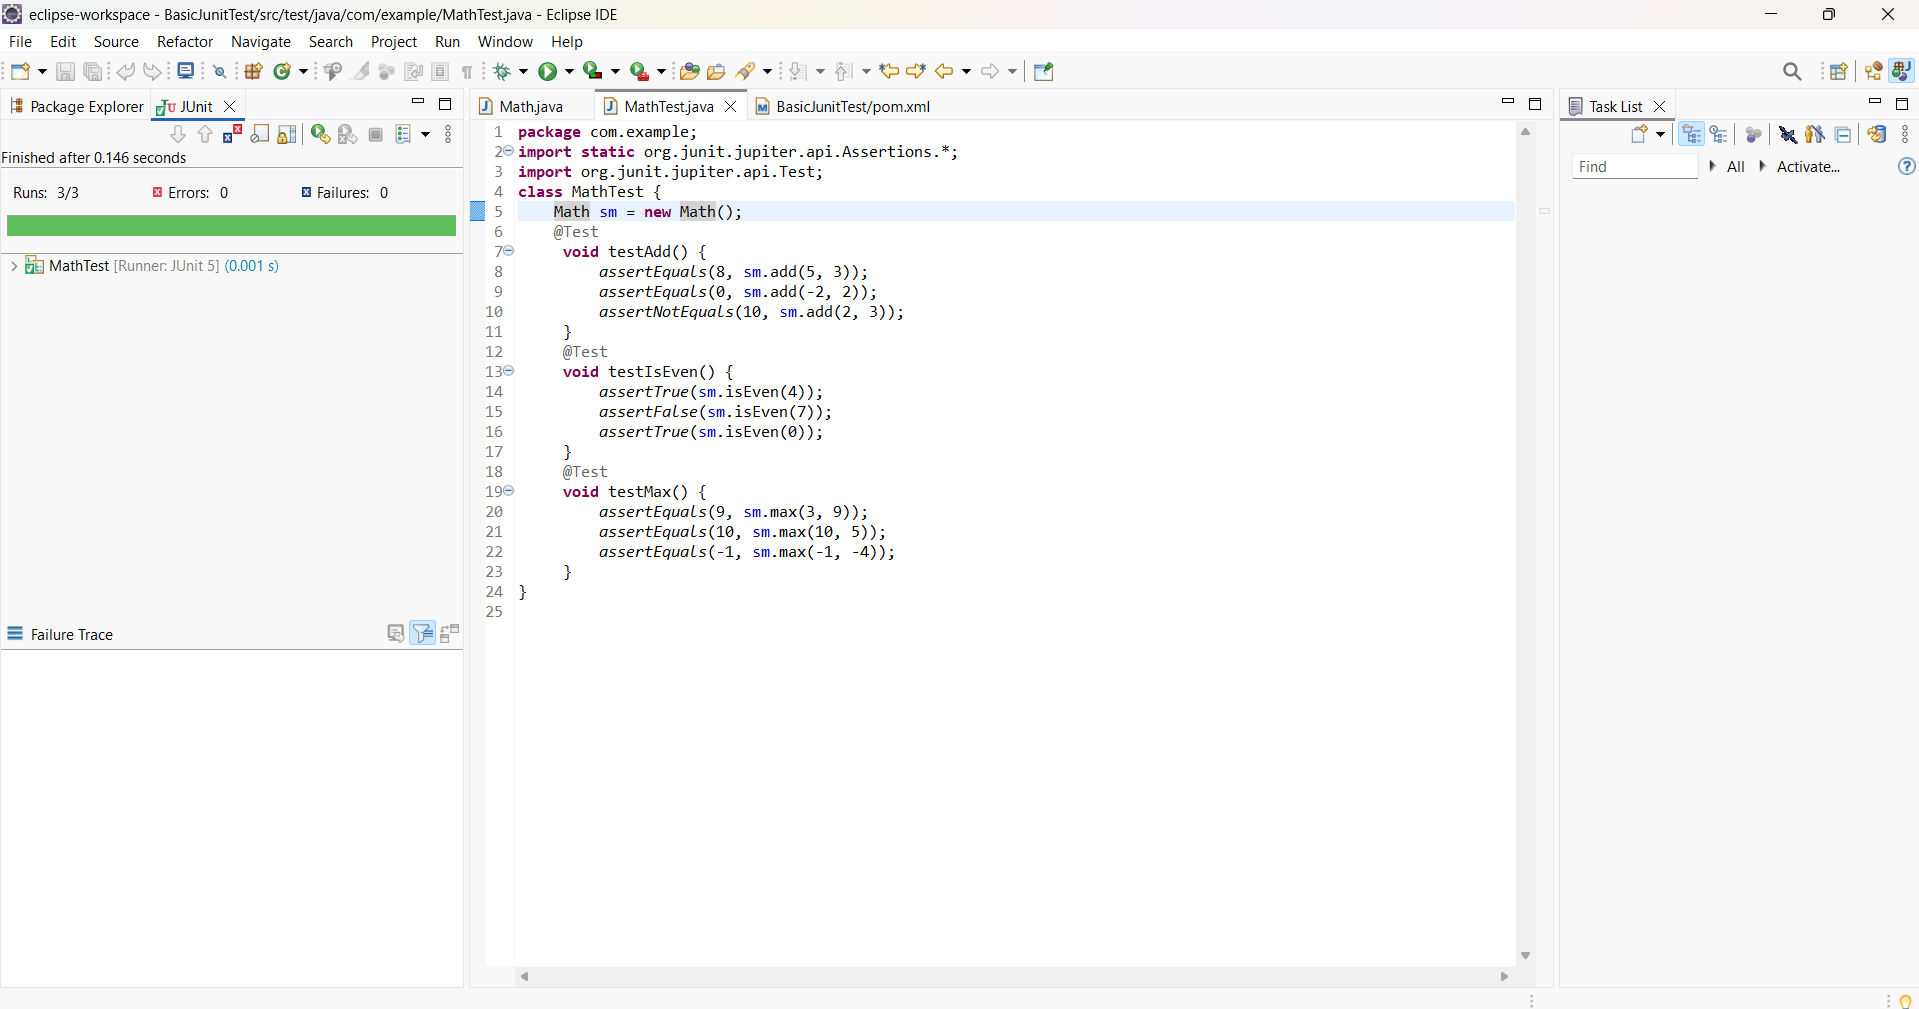 eclipse-workspace - BasicJunitTest/src/test/java/com/example/MathTest.java - Eclipse IDE
File Edit Source Refactor Navigate Search Project Run Window Help
Package Explorer JUnit
Finished after 0.146 seconds
Runs: 3/3 Errors: 0 Failures: 0
MathTest [Runner: JUnit 5] (0.001 s)
Failure Trace
Math.java MathTest.java BasicJunitTest/pom.xml
1 package com.example;
2 import static org.junit.jupiter.api.Assertions.*;
3 import org.junit.jupiter.api.Test;
4 class MathTest {
5 Math sm = new Math();
6 @Test
7 void testAdd() {
8 assertEquals(8, sm.add(5, 3));
9 assertEquals(0, sm.add(-2, 2));
10 assertNotEquals(10, sm.add(2, 3));
11 }
12 @Test
13 void testIsEven() {
14 assertTrue(sm.isEven(4));
15 assertFalse(sm.isEven(7));
16 assertTrue(sm.isEven(0));
17 }
18 @Test
19 void testMax() {
20 assertEquals(9, sm.max(3, 9));
21 assertEquals(10, sm.max(10, 5));
22 assertEquals(-1, sm.max(-1, -4));
23 }
24 }
25
Task List
Find All Activate...